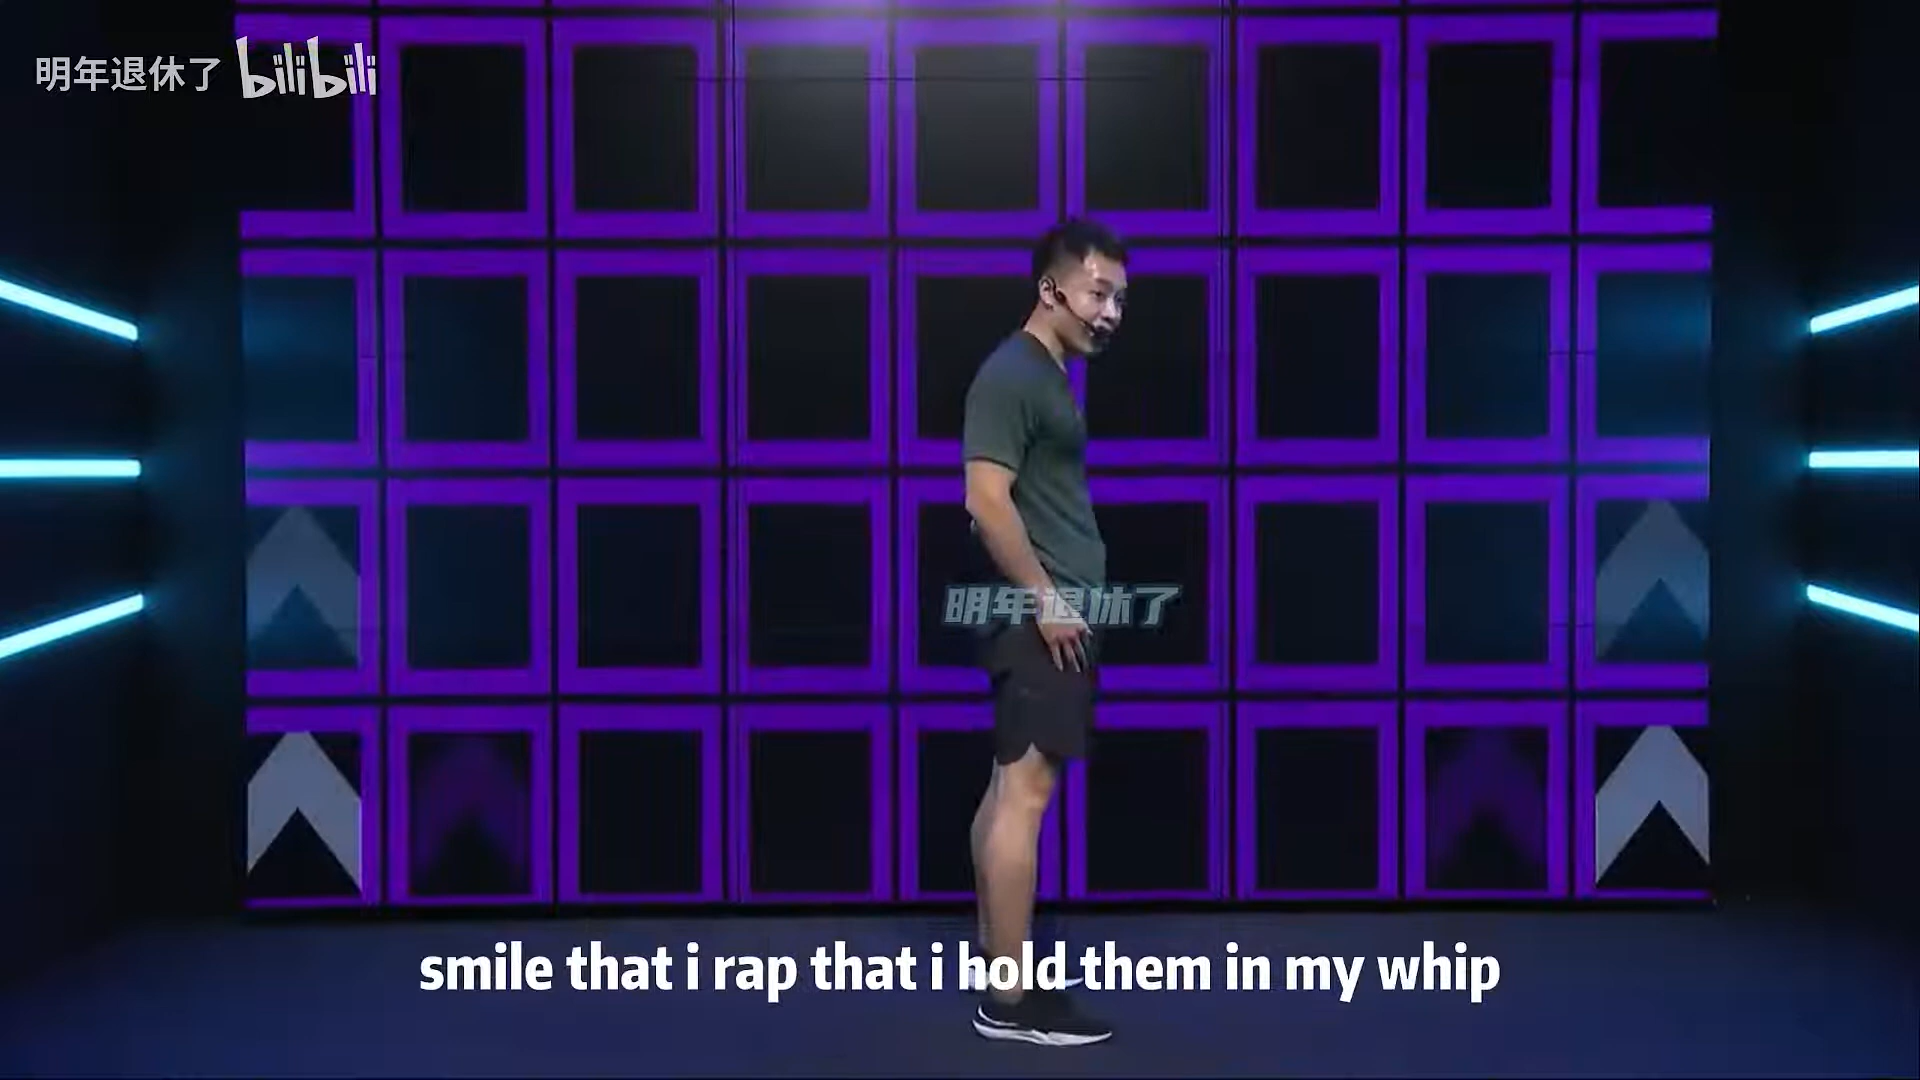 明年退休了 bilibili
明年退休了
smile that i rap that i hold them in my whip